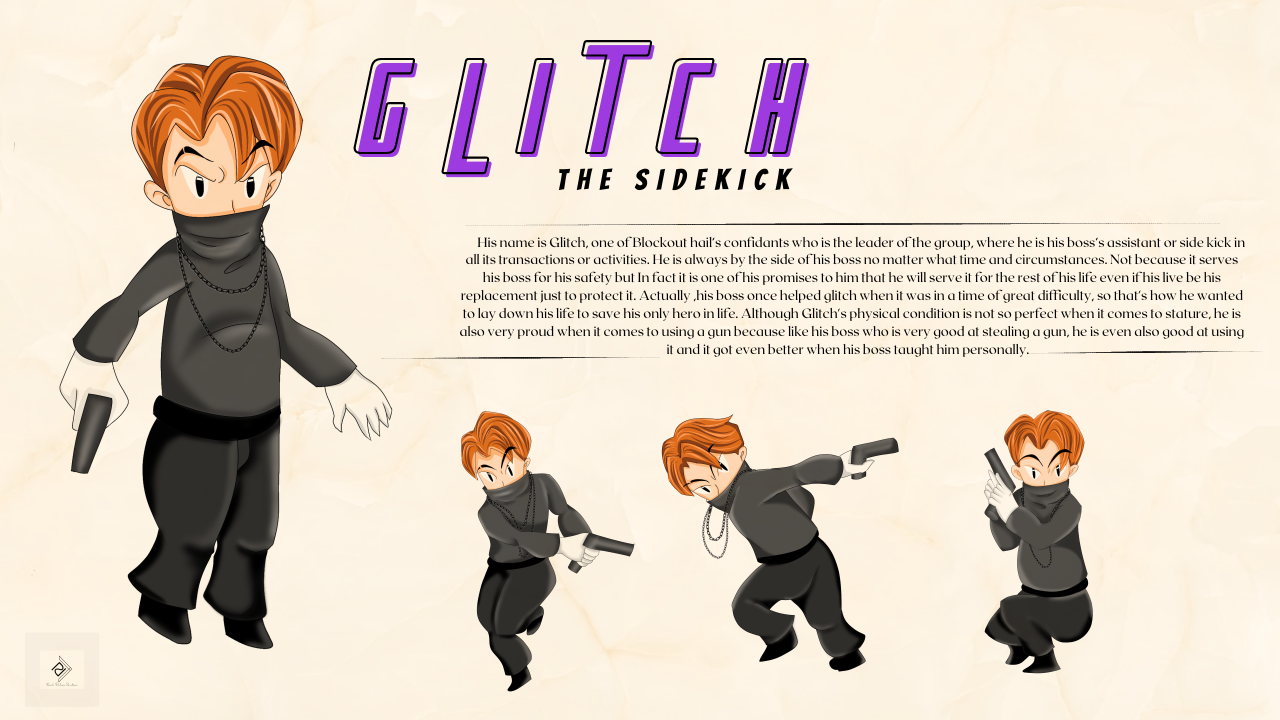 GLITCH
THE SIDEKICK
His name is Glitch, one of Blockout hail's confidants who is the leader of the group, where he is his boss's assistant or side kick in
all its transactions or activities. He is always by the side of his boss no matter what time and circumstances. Not because it serves
his boss for his safety but In fact it is one of his promises to him that he will serve it for the rest of his life even if his live be his
replacement just to protect it. Actually ,his boss once helped glitch when it was in a time of great difficulty, so that's how he wanted
to lay down his life to save his only hero in life. Although Glitch's physical condition is not so perfect when it comes to stature, he is
also very proud when it comes to using a gun because like his boss who is very good at stealing a gun, he is even also good at using
it and it got even better when his boss taught him personally.